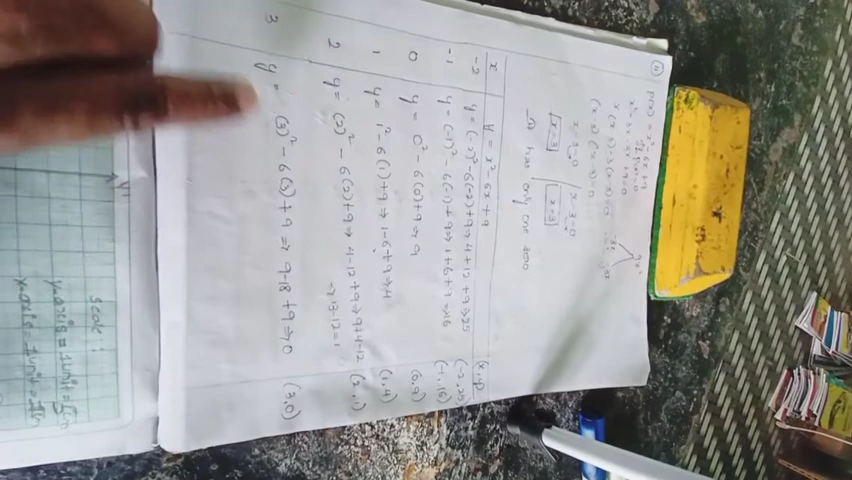 ii) p(x) = x² - 6x + 9
x² - 3x - 3x + 9 = 0
x (x-3) -3 (x-3) = 0
(x-3) (x-3) = 0
x - 3 = 0 x - 3 = 0
x = 3 x = 3
It has only one zero
x y = x² - 6x + 9 (x, y)
-2 y = (-2)² - 6(-2) + 9 ⇒ 4 + 12 + 9 ⇒ 25 (-2, 25)
-1 y = (-1)² - 6(-1) + 9 ⇒ 1 + 6 + 9 ⇒ 16 (-1, 16)
0 y = 0² - 6(0) + 9 ⇒ 9 (0, 9)
1 y = 1² - 6(1) + 9 ⇒ 1 - 6 + 9 ⇒ 4 (1, 4)
2 y = (2)² - 6(2) + 9 ⇒ 4 - 12 + 9 ⇒ 9 + 4 - 12 (2, 1)
⇒ 13 - 12 = 1
3 y = (3)² - 6(3) + 9 ⇒ 9 - 18 + 9 ⇒ 0 (3, 0)
scale :
y axis = 1 unit =
x axis = 1 unit =